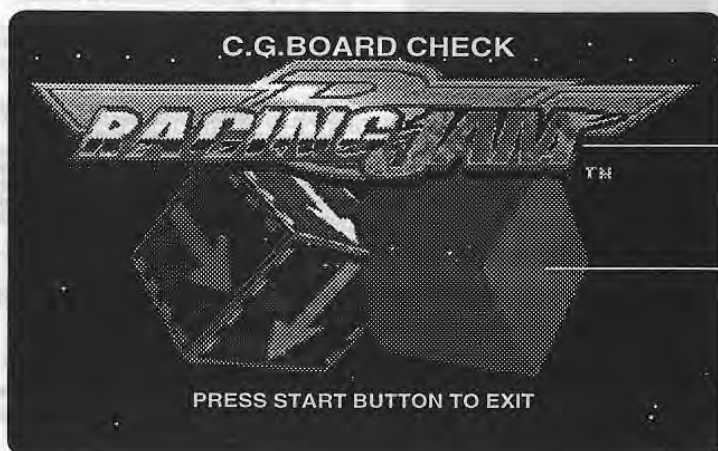 C.G.BOARD CHECK
RACING JAM
TM
PRESS START BUTTON TO EXIT